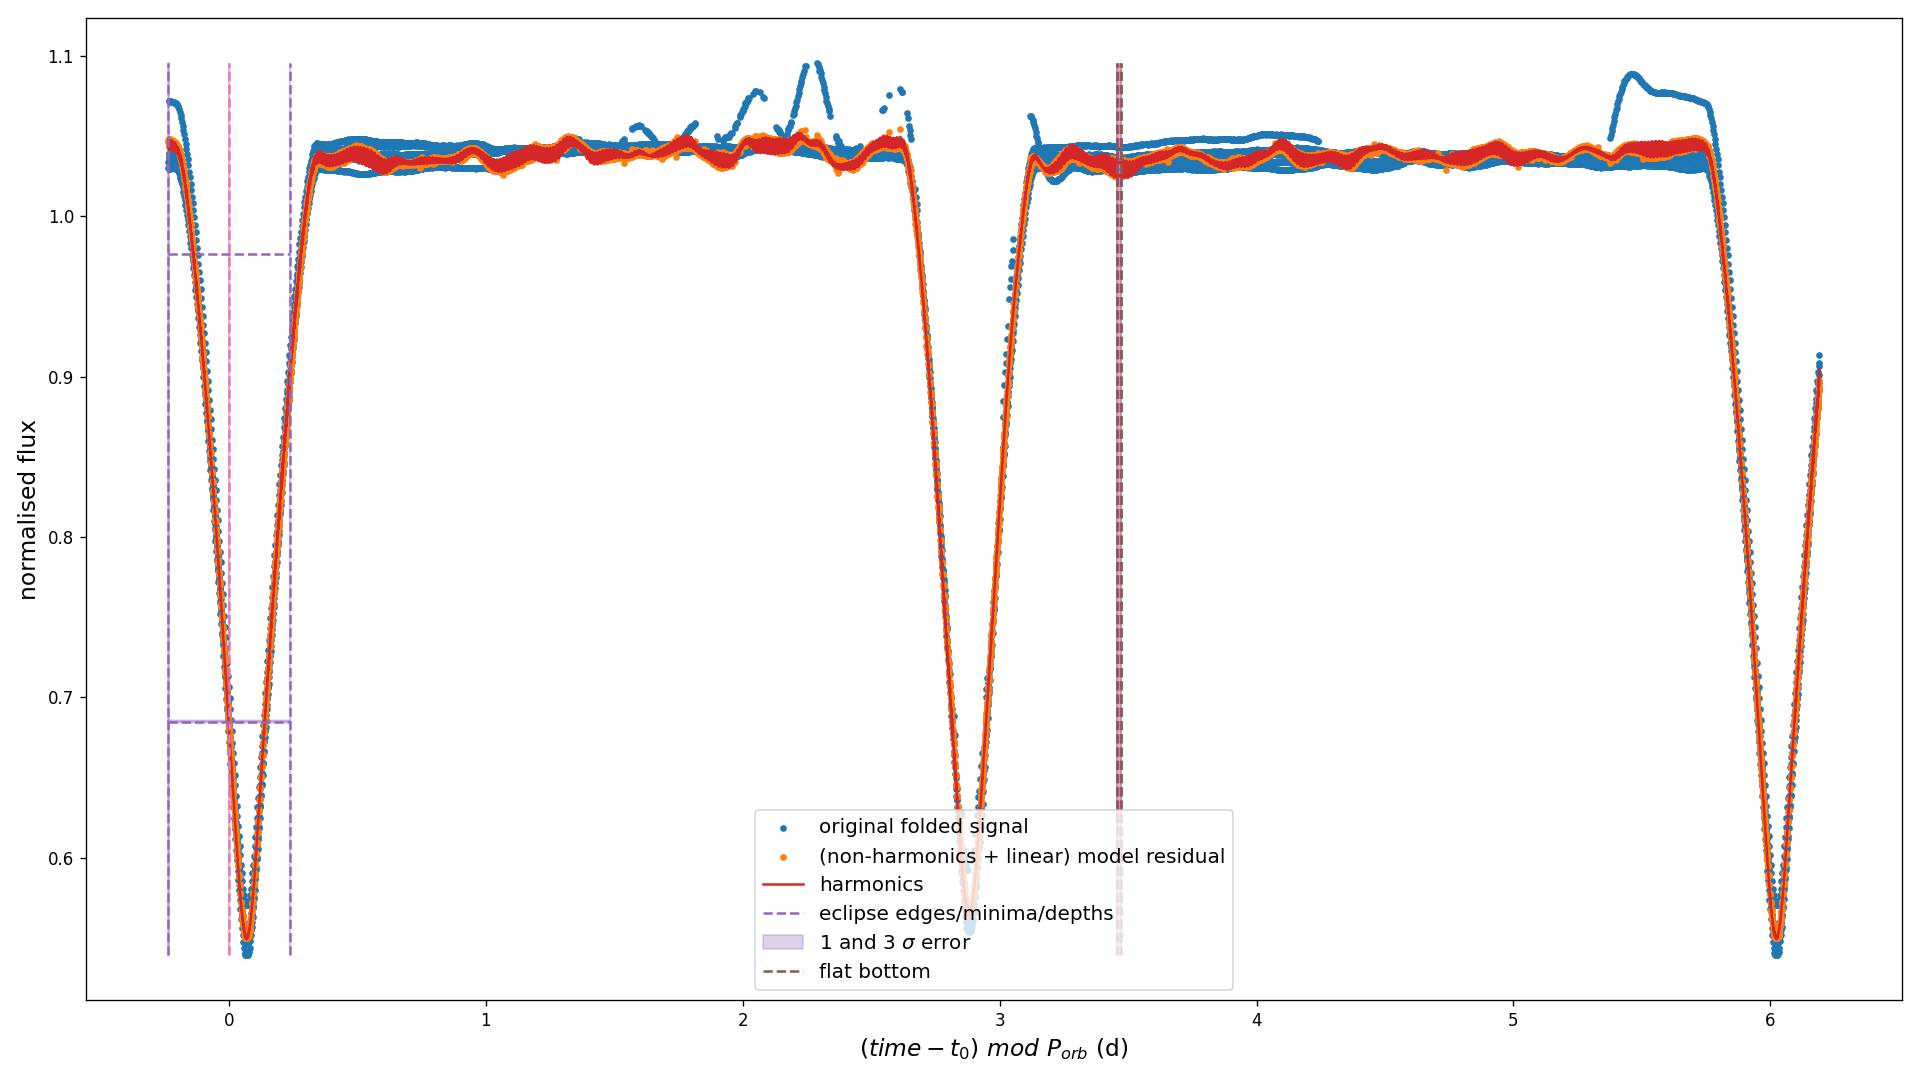 1.1
1.0
0.9
0.8
0.7
0.6
normalised flux
original folded signal
(non-harmonics + linear) model residual
harmonics
eclipse edges/minima/depths
1 and 3 σ error
flat bottom
0 1 2 3 4 5 6
(time − t₀) mod P_orb (d)